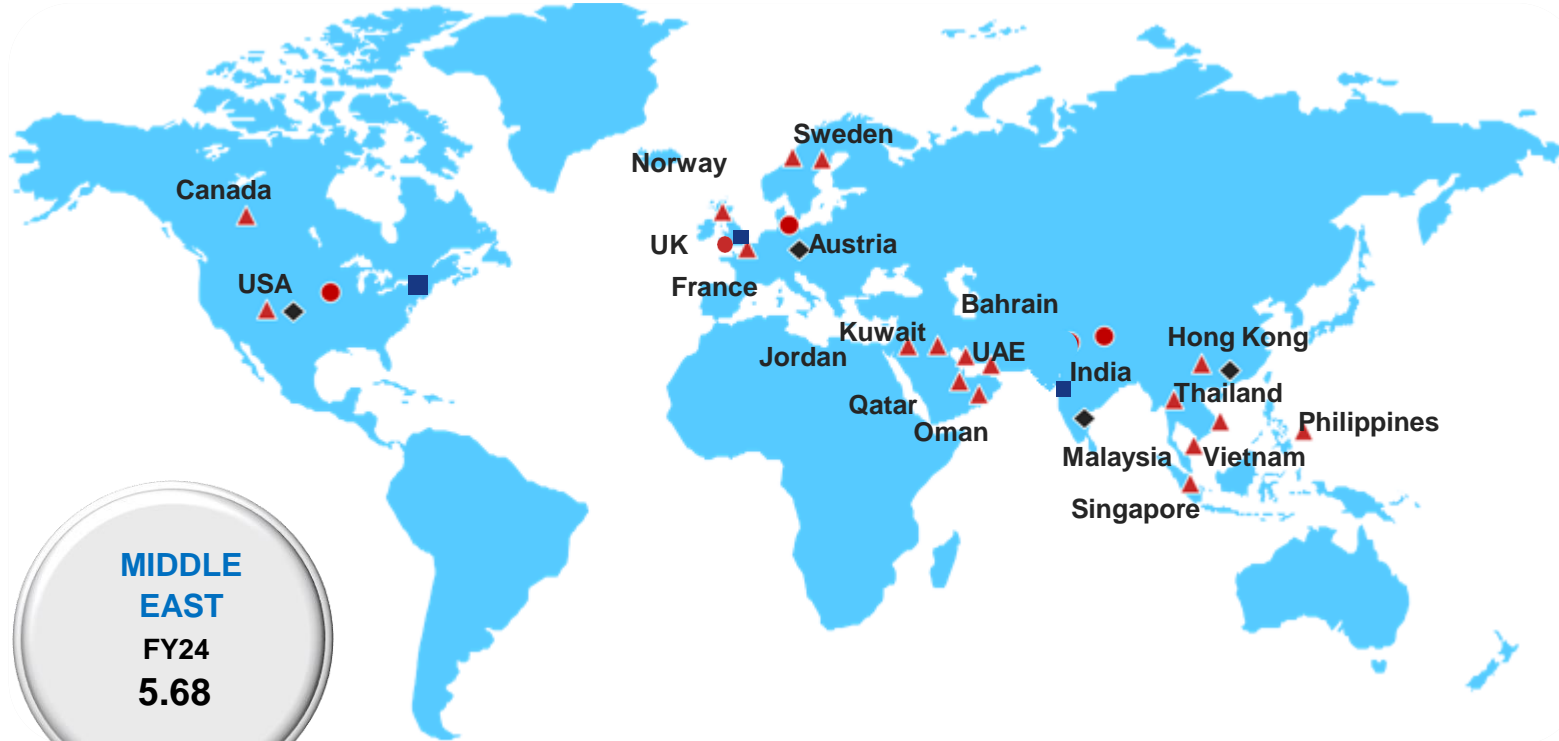 Sweden
Norway
Canada
UK
Austria
USA
France
Bahrain
Kuwait
Hong Kong
Jordan
UAE
India
Thailand
Qatar
Philippines
Oman
Malaysia
Vietnam
Singapore
MIDDLE
EAST
FY24
5.68